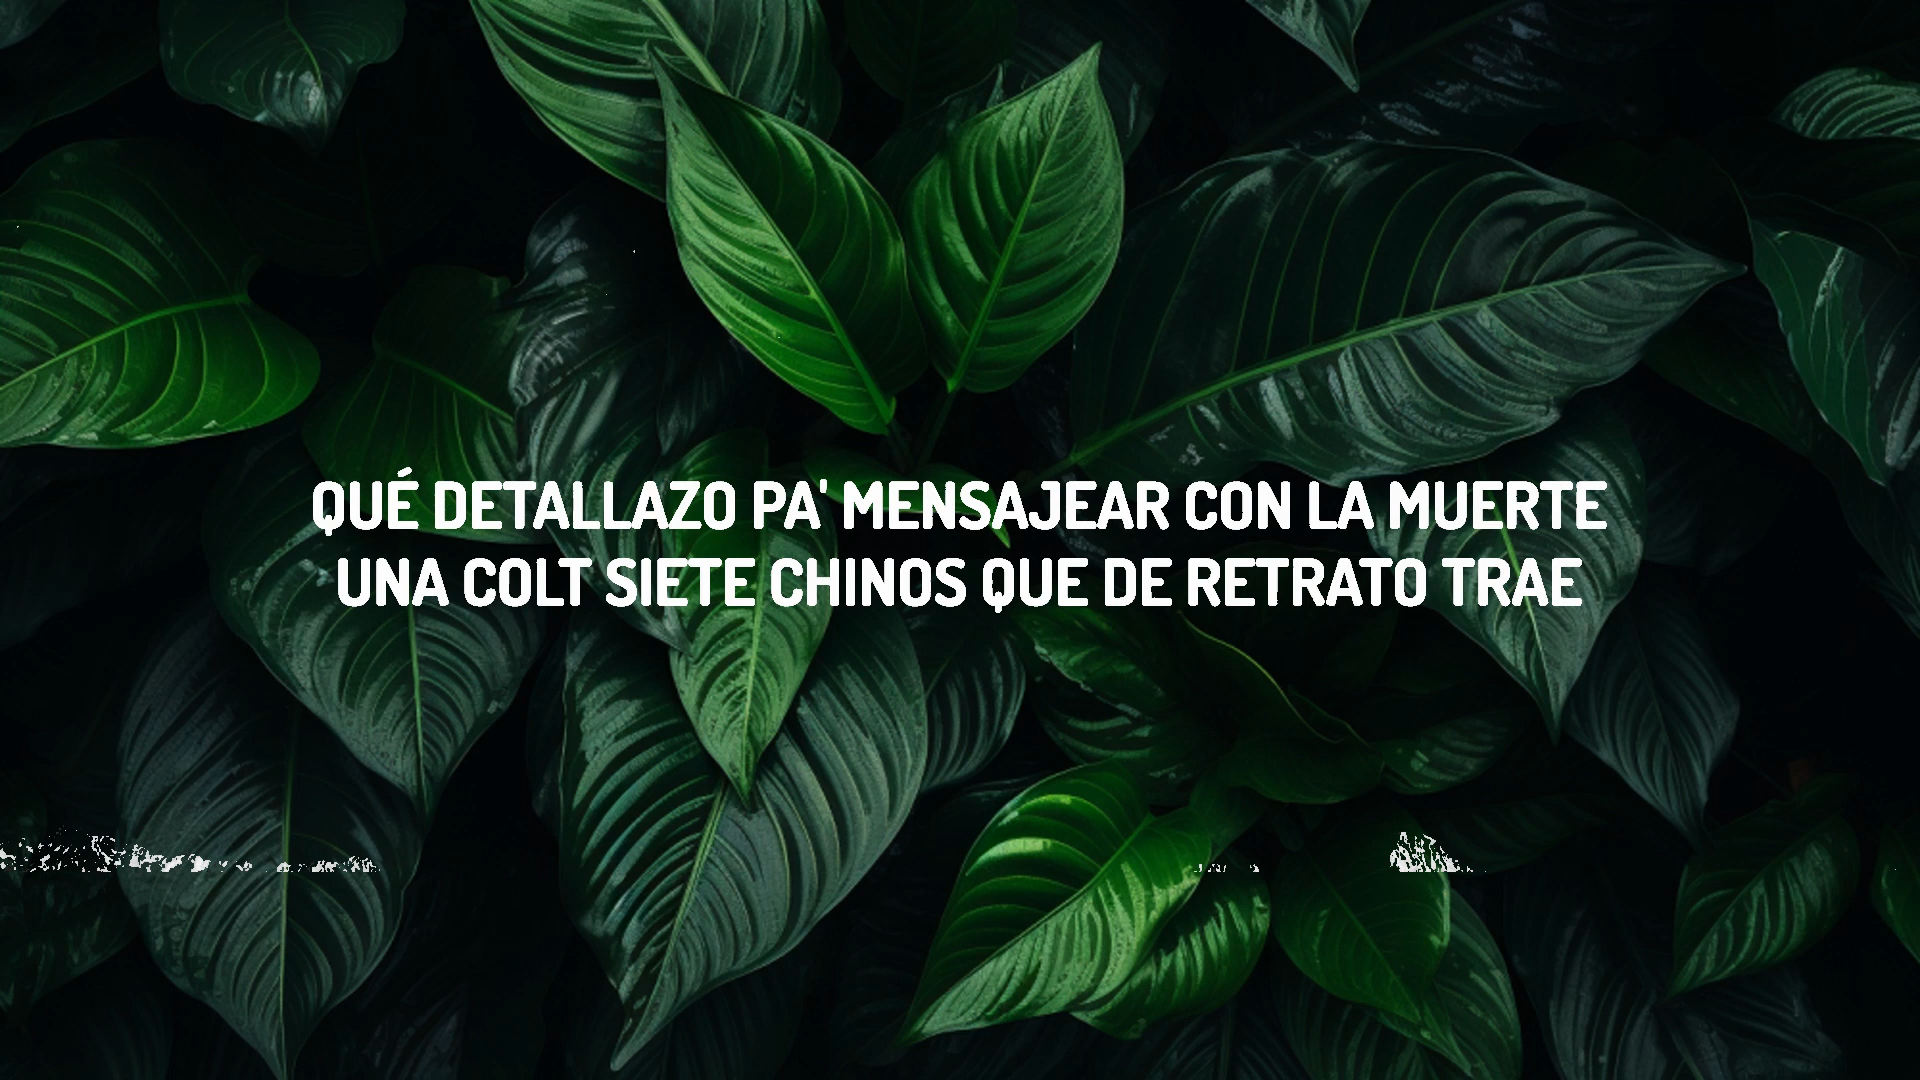 QUÉ DETALLAZO PA' MENSAJEAR CON LA MUERTE
UNA COLT SIETE CHINOS QUE DE RETRATO TRAE